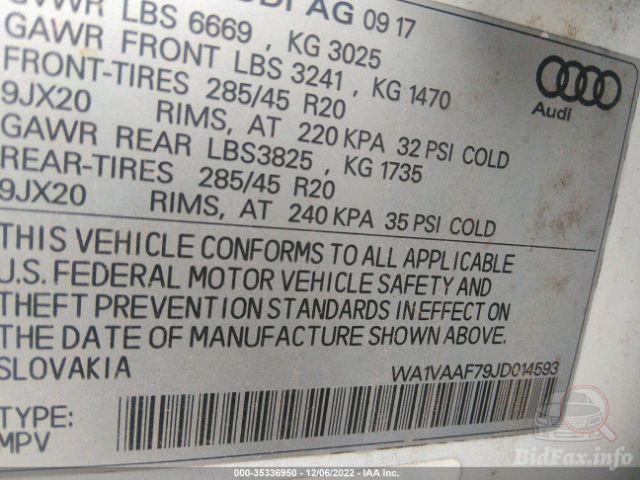 AG 09 17
GVWR LBS 6669 , KG 3025
GAWR FRONT LBS 3241 , KG 1470
FRONT-TIRES 285/45 R20
9JX20 RIMS, AT 220 KPA 32 PSI COLD
GAWR REAR LBS3825 , KG 1735
REAR-TIRES 285/45 R20
9JX20 RIMS, AT 240 KPA 35 PSI COLD
Audi
THIS VEHICLE CONFORMS TO ALL APPLICABLE
U.S. FEDERAL MOTOR VEHICLE SAFETY AND
THEFT PREVENTION STANDARDS IN EFFECT ON
THE DATE OF MANUFACTURE SHOWN ABOVE.
SLOVAKIA
WA1VAAF79JD014593
TYPE:
MPV
BidFax.info
000-35336950 - 12/06/2022 - IAA Inc.